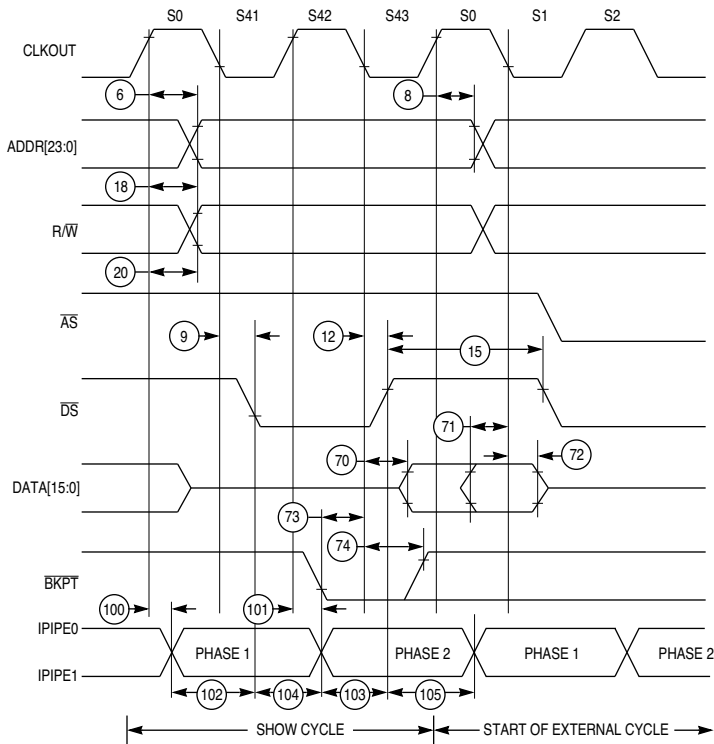 S0 S41 S42 S43 S0 S1 S2
CLKOUT
6 8
ADDR[23:0]
18
R/W
20
AS
9 12 15
DS
71
70 72
DATA[15:0]
73
74
BKPT
100 101
IPIPE0
PHASE 1 PHASE 2 PHASE 1 PHASE 2
IPIPE1
102 104 103 105
SHOW CYCLE START OF EXTERNAL CYCLE